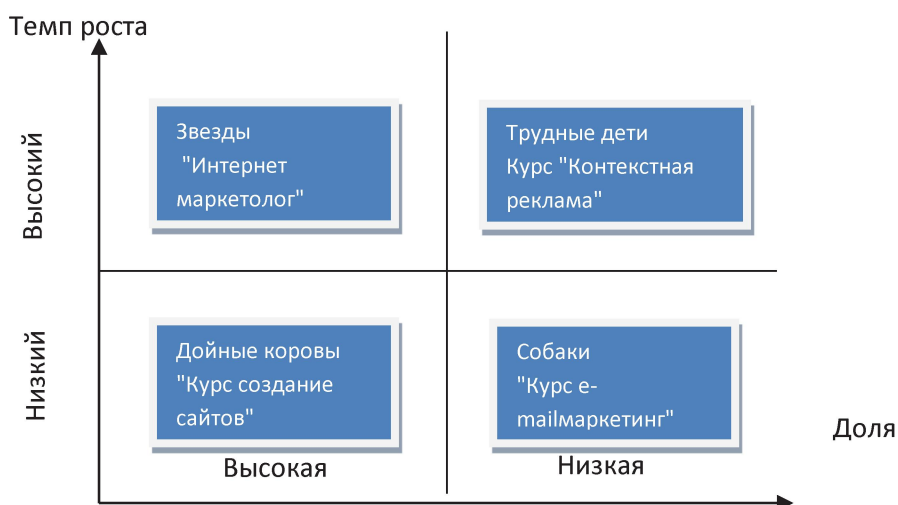 Темп роста
Высокий
Звезды
"Интернет
маркетолог"
Трудные дети
Курс "Контекстная
реклама"
Низкий
Дойные коровы
"Курс создание
сайтов"
Собаки
"Курс e-
mailмаркетинг"
Доля
Высокая
Низкая